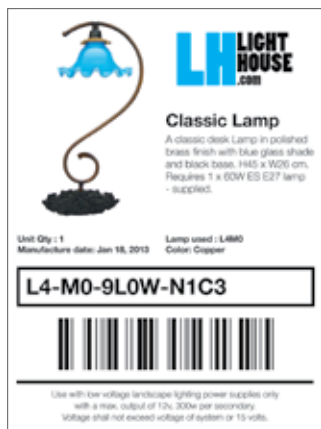 LH LIGHT
HOUSE
.com
Classic Lamp
A classic desk Lamp in polished
brass finish with blue glass shade
and black base. H45 x W26 cm.
Requires 1 x 60W ES E27 lamp
- supplied.
Unit Qty : 1
Manufacture date: Jan 18, 2013
Lamp used : L4M0
Color: Copper
L4-M0-9L0W-N1C3
Use with low voltage landscape lighting power supplies only
with a max. output of 12v, 300w per secondary.
Voltage shall not exceed voltage of system or 15 volts.